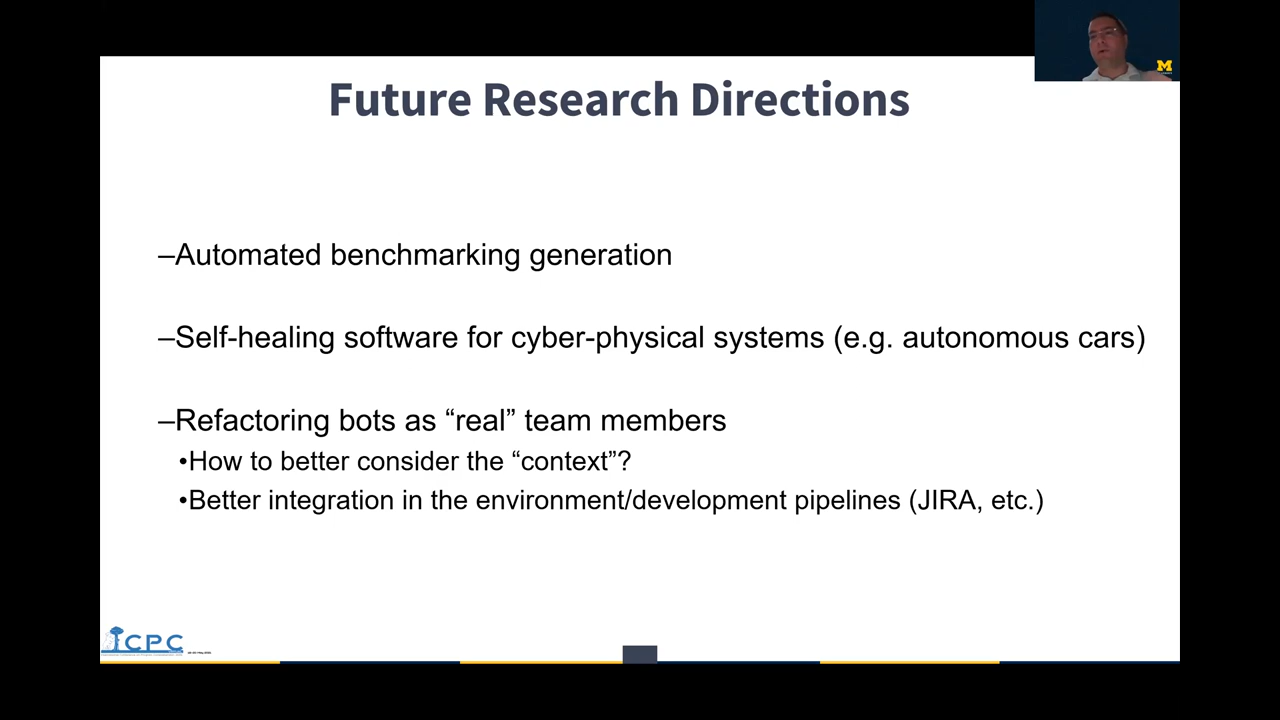 M
Future Research Directions
–Automated benchmarking generation
–Self-healing software for cyber-physical systems (e.g. autonomous cars)
–Refactoring bots as “real” team members
•How to better consider the “context”?
•Better integration in the environment/development pipelines (JIRA, etc.)
ICPC